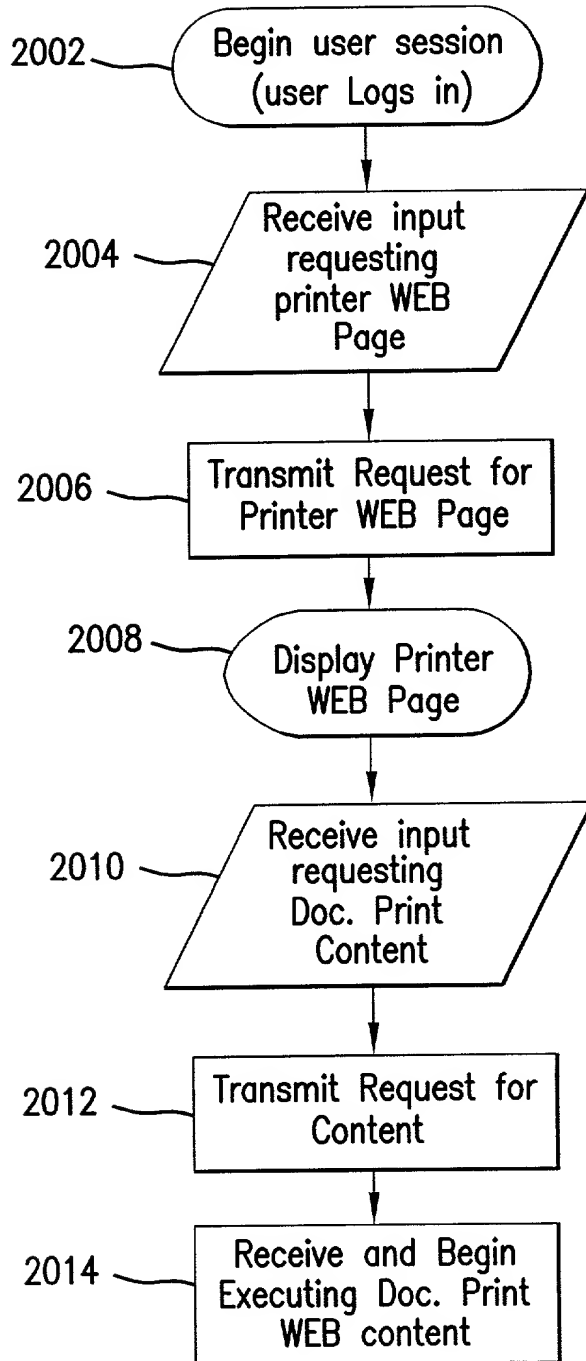 2002
Begin user session
(user Logs in)
2004
Receive input
requesting
printer WEB
Page
2006
Transmit Request for
Printer WEB Page
2008
Display Printer
WEB Page
2010
Receive input
requesting
Doc. Print
Content
2012
Transmit Request for
Content
2014
Receive and Begin
Executing Doc. Print
WEB content